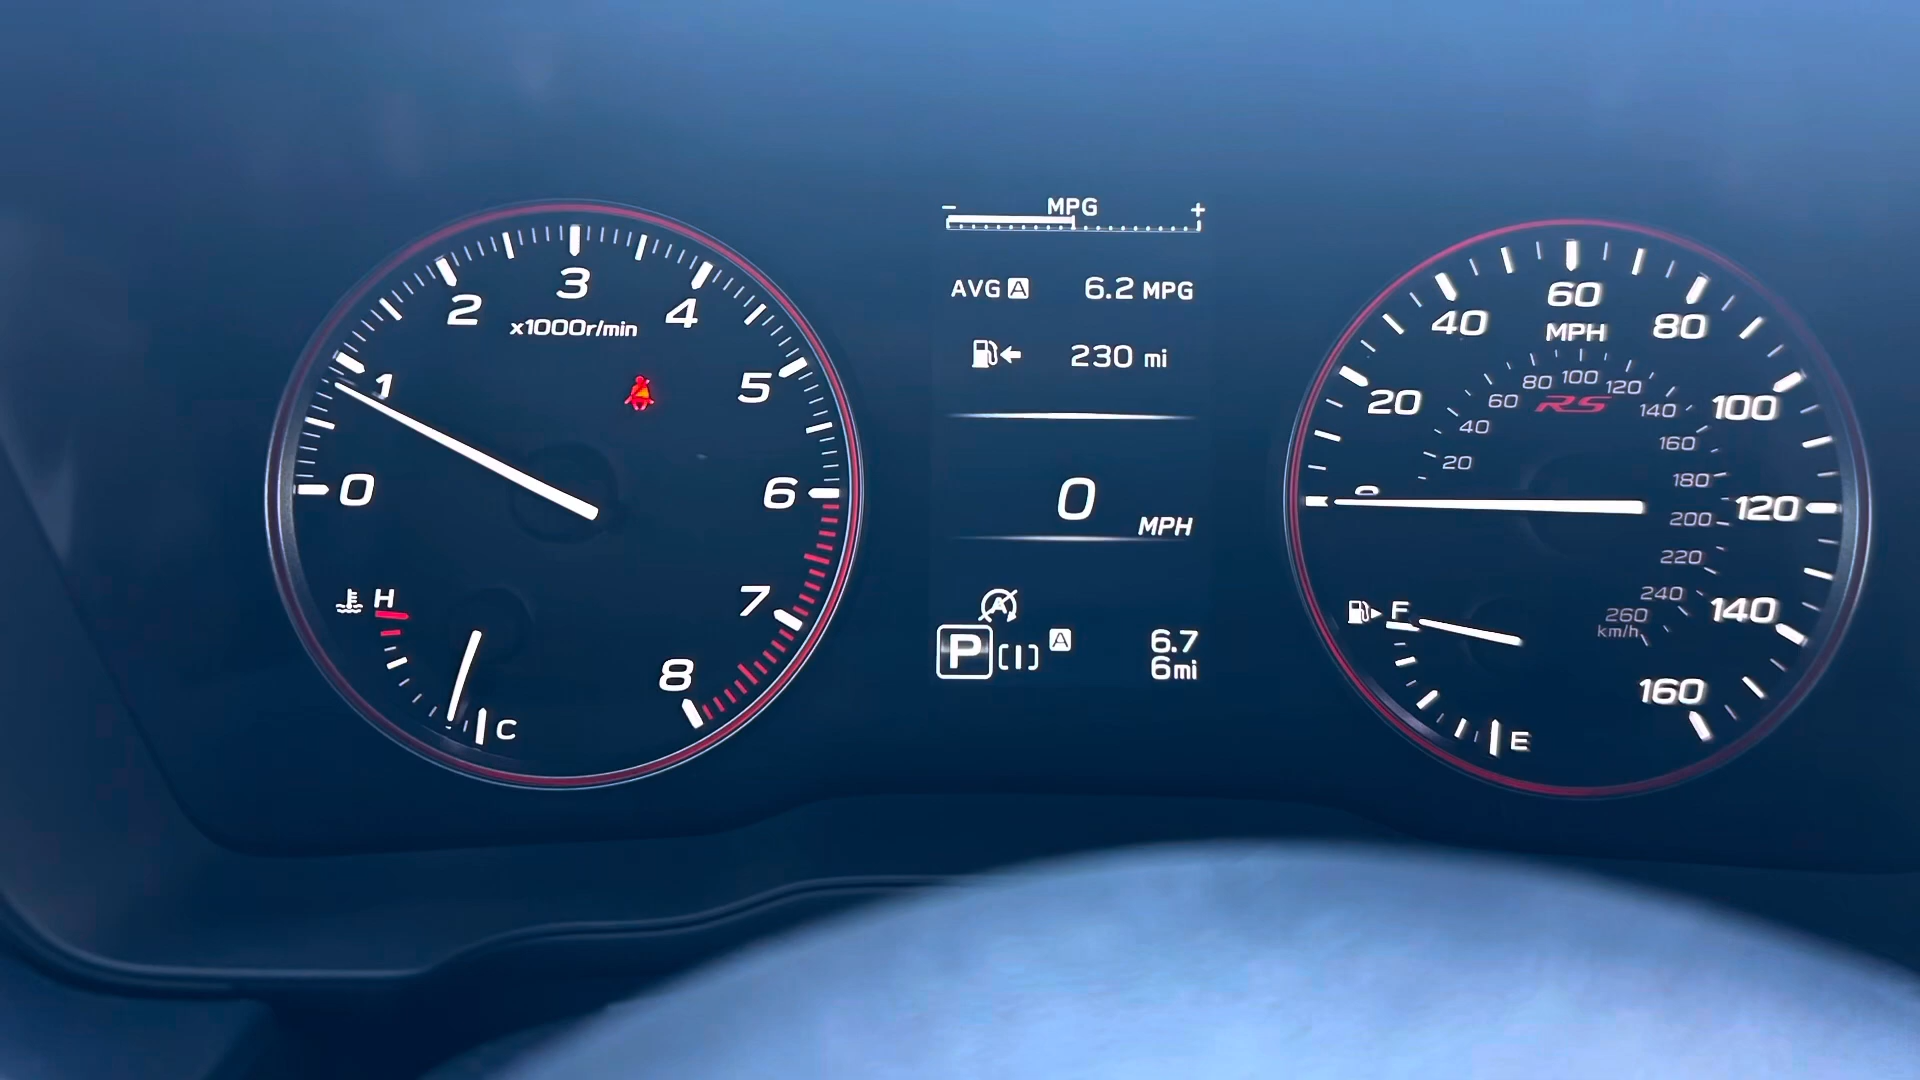 0
1
2
3
4
5
6
7
8
x1000r/min
H
C
− MPG +
AVG A 6.2 MPG
230 mi
0
MPH
A
P [I] A 6.7
6mi
0
20
40
60
80
100
120
140
160
MPH
20
40
60
80
100
120
140
160
180
200
220
240
260
km/h
RS
F
E